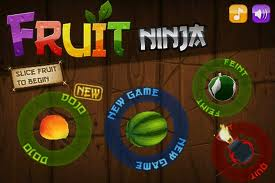 FRUIT NINJA
SLICE FRUIT
TO BEGIN
NEW
DOJO
DOJO
NEW GAME
NEW GAME
FEINT
FEINT
QUIT